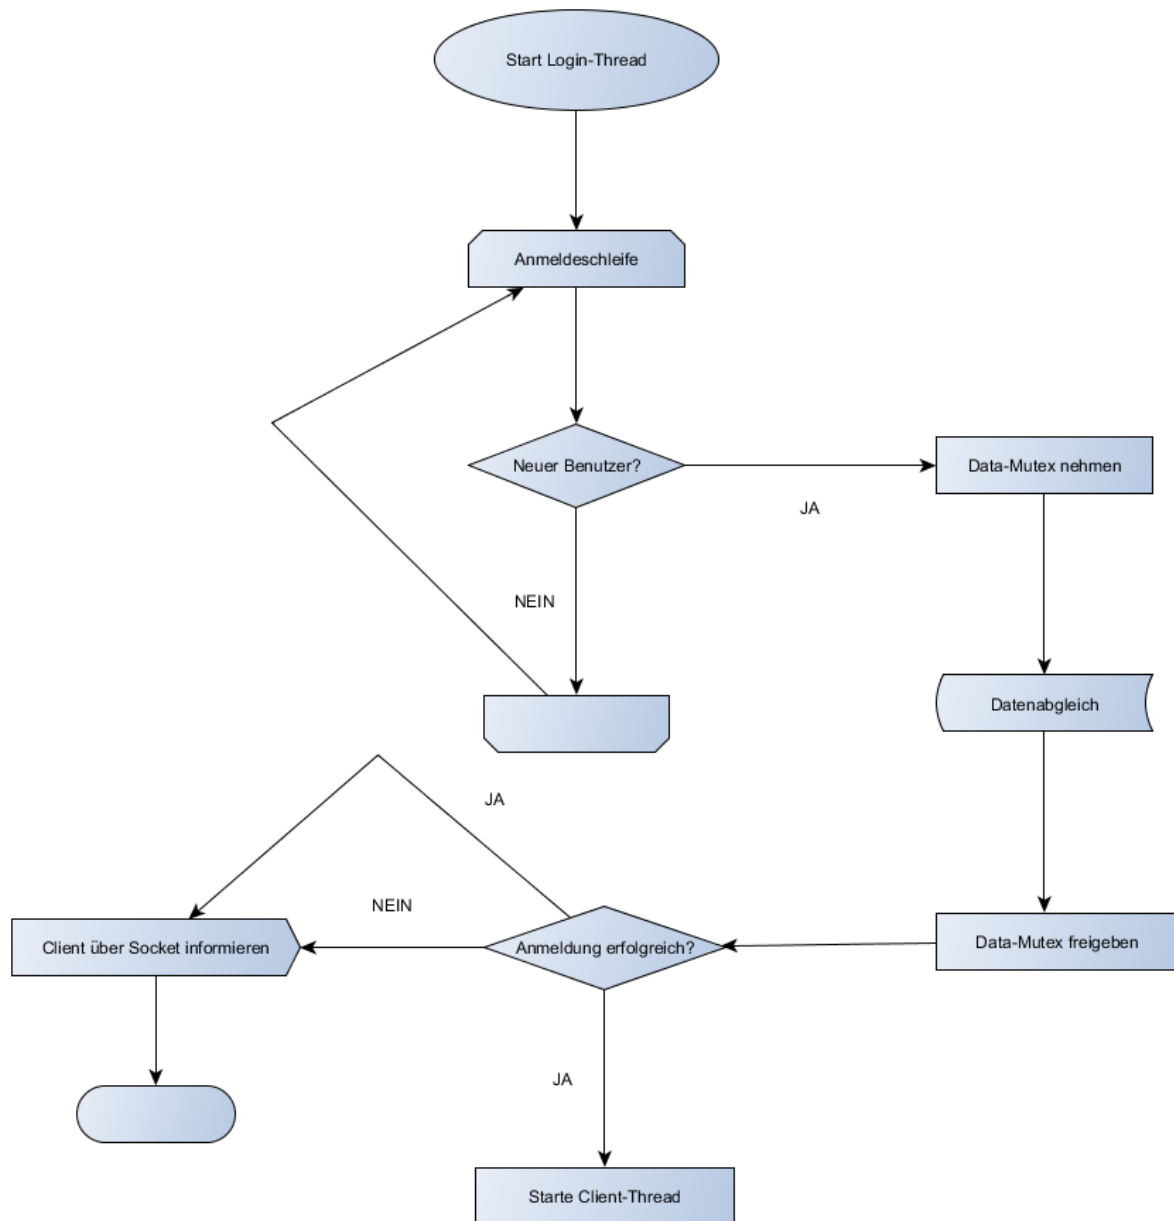 Start Login-Thread
Anmeldeschleife
Neuer Benutzer?
JA
Data-Mutex nehmen
NEIN
Datenabgleich
JA
NEIN
Client über Socket informieren
Anmeldung erfolgreich?
Data-Mutex freigeben
JA
Starte Client-Thread